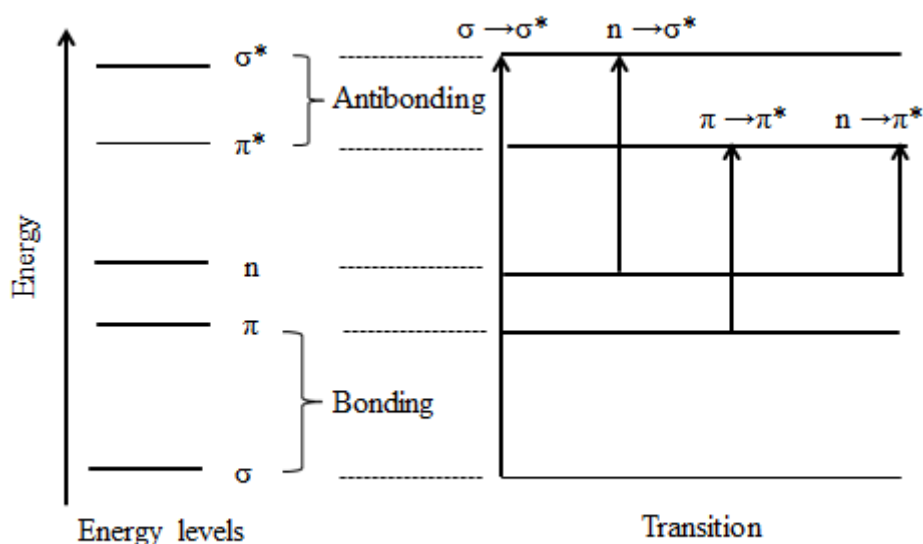 σ →σ* n →σ*
σ*
Antibonding
π →π* n →π*
π*
Energy
n
π
Bonding
σ
Energy levels
Transition